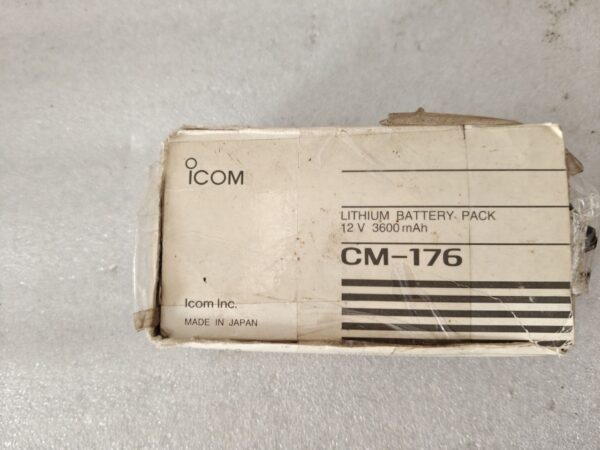 ICOM
LITHIUM BATTERY PACK
12 V 3600 mAh
CM-176
Icom Inc.
MADE IN JAPAN